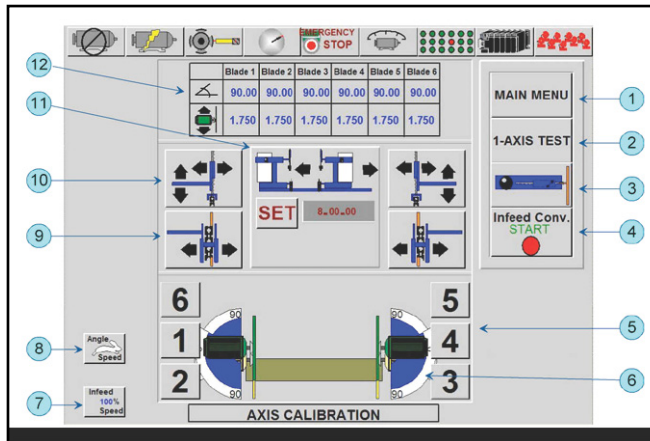 EMERGENCY
STOP
12
11
10
9
8
7
Blade 1 Blade 2 Blade 3 Blade 4 Blade 5 Blade 6
90.00 90.00 90.00 90.00 90.00 90.00
1.750 1.750 1.750 1.750 1.750 1.750
SET 8.00.00
MAIN MENU
1-AXIS TEST
Infeed Conv.
START
1
2
3
4
5
6
6
1
2
90
90
90
90
5
4
3
Angle
Speed
Infeed
100%
Speed
AXIS CALIBRATION